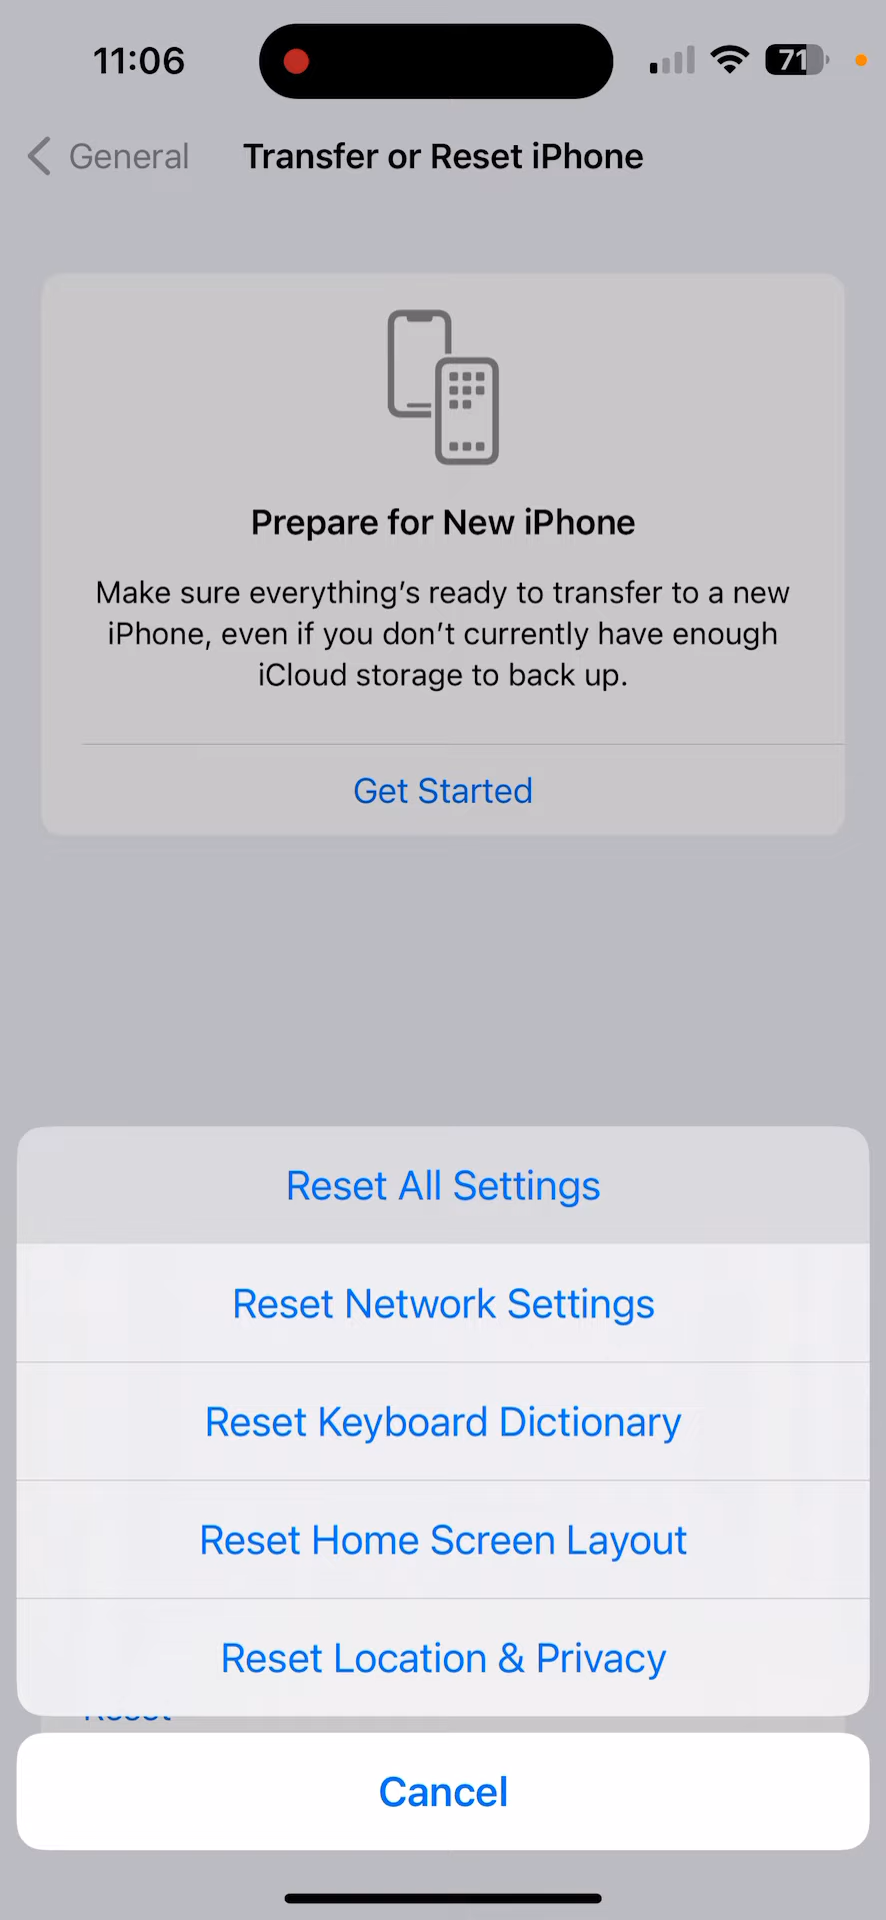 11:06
71
General
Transfer or Reset iPhone
Prepare for New iPhone
Make sure everything's ready to transfer to a new
iPhone, even if you don't currently have enough
iCloud storage to back up.
Get Started
Reset All Settings
Reset Network Settings
Reset Keyboard Dictionary
Reset Home Screen Layout
Reset Location & Privacy
Reset
Cancel